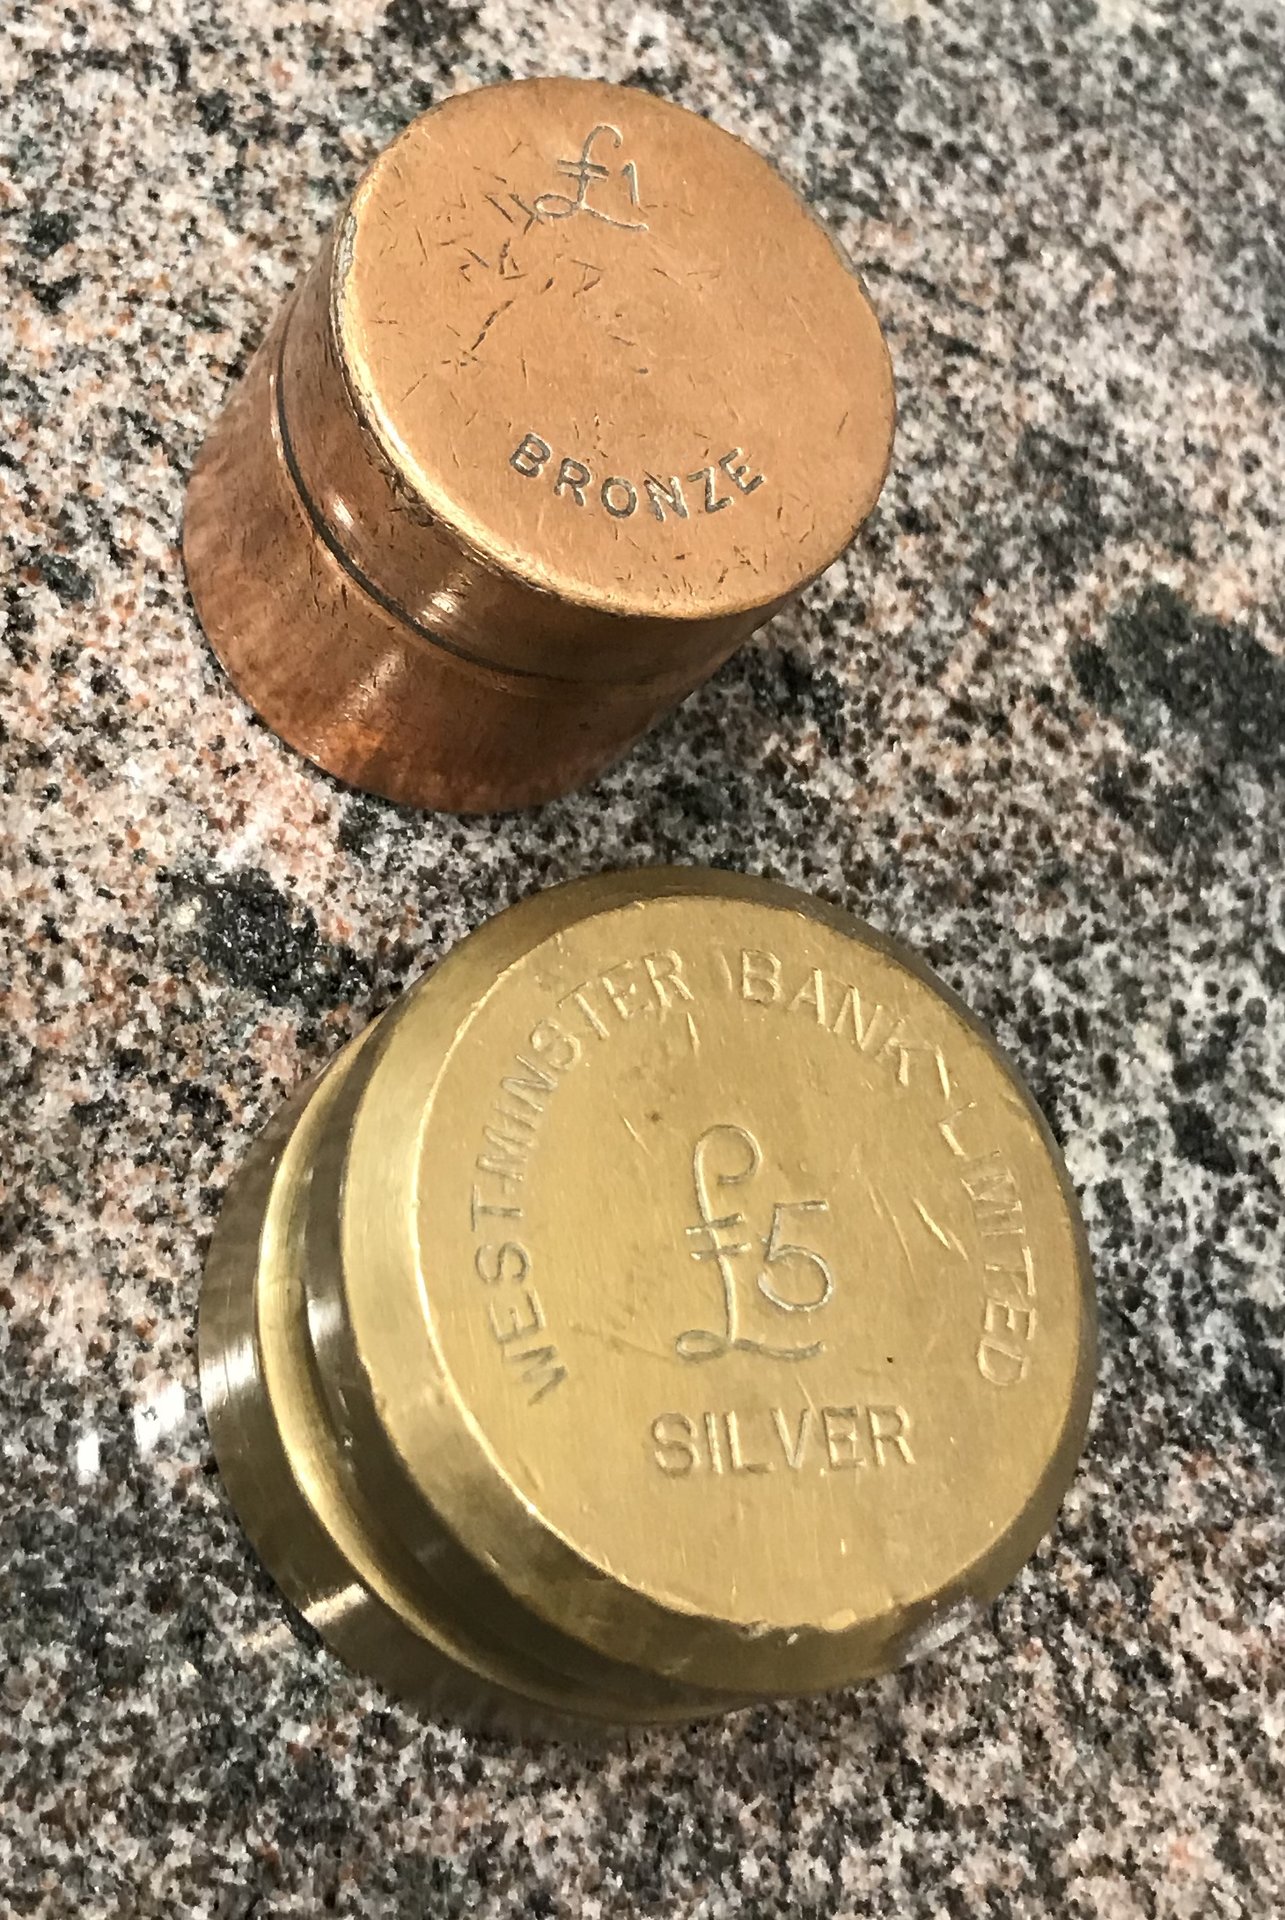 £1
BRONZE
WESTMINSTER BANK LIMITED
£5
SILVER